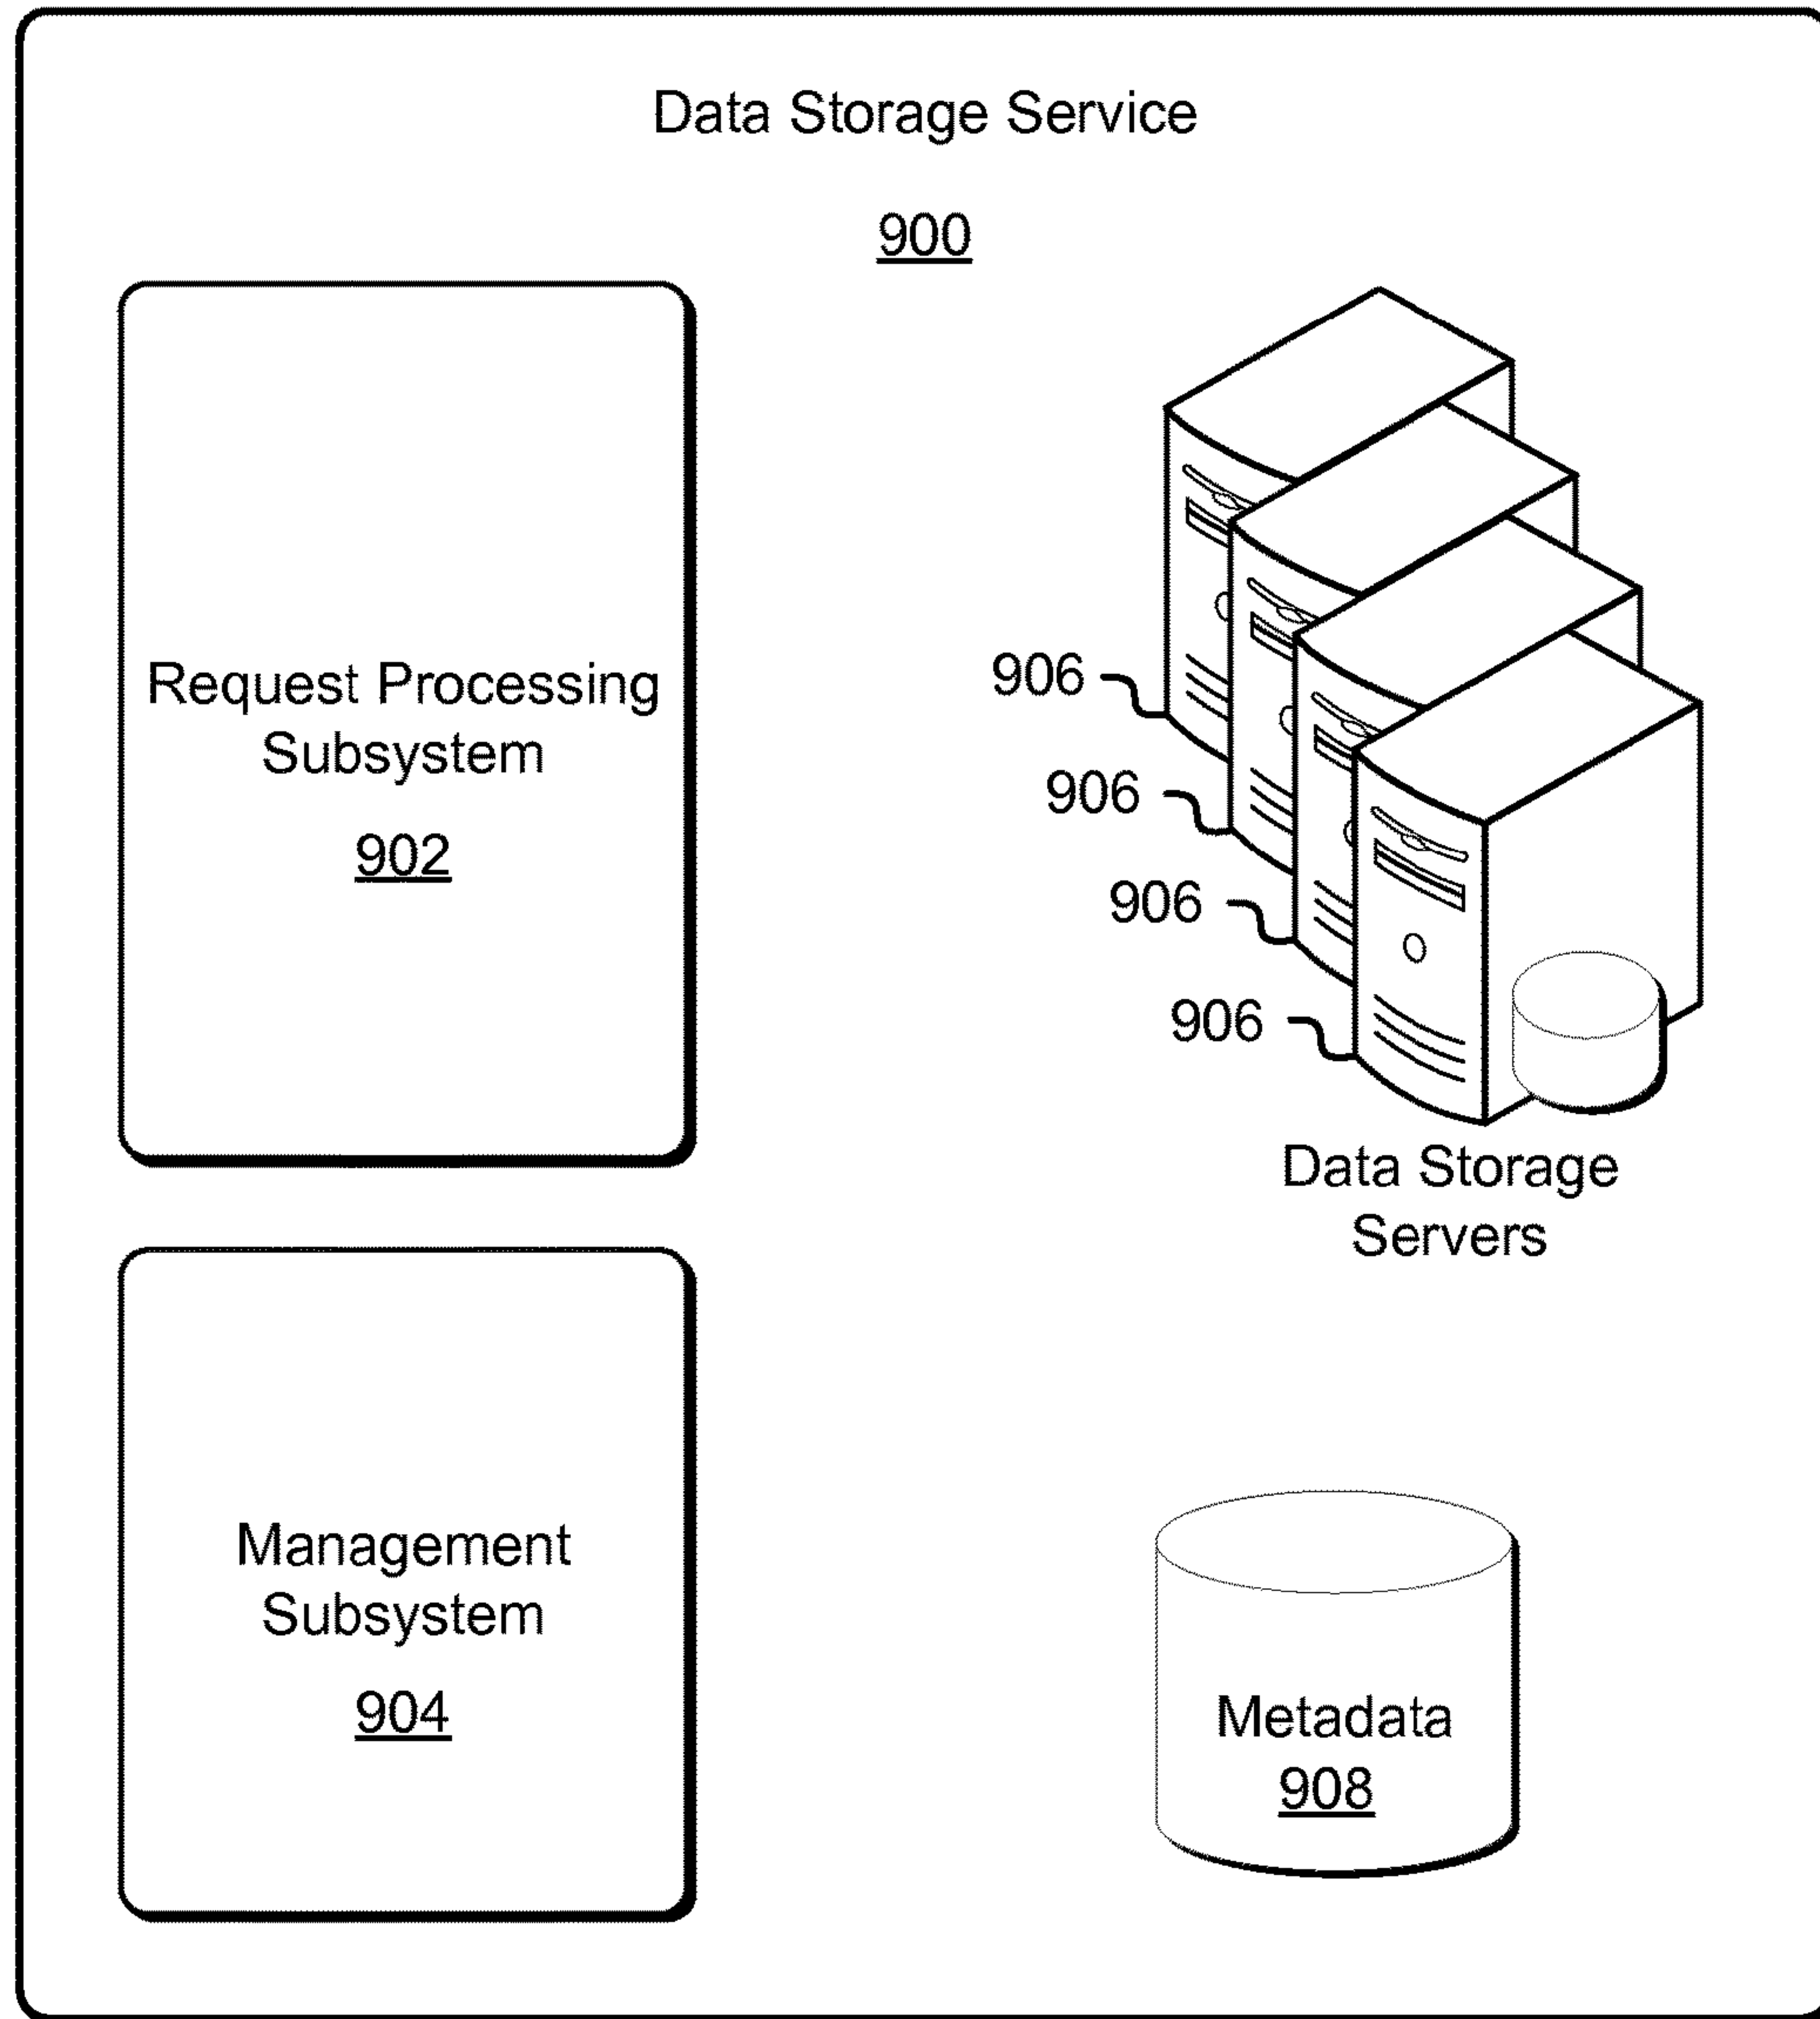 Data Storage Service
900
Request Processing
Subsystem
902
906
906
906
906
Data Storage
Servers
Management
Subsystem
904
Metadata
908